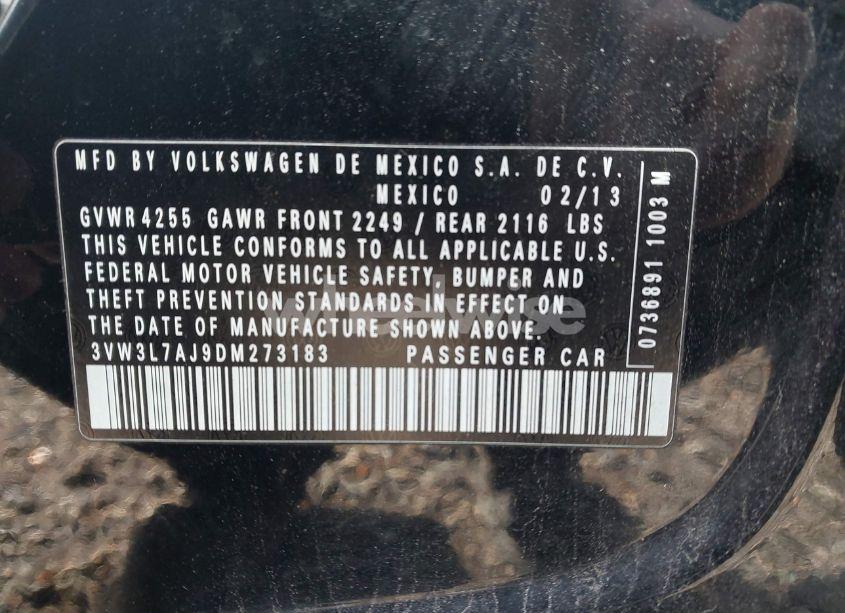 MFD BY VOLKSWAGEN DE MEXICO S.A. DE C.V.
MEXICO 02/13
GVWR 4255 GAWR FRONT 2249 / REAR 2116 LBS
THIS VEHICLE CONFORMS TO ALL APPLICABLE U.S.
FEDERAL MOTOR VEHICLE SAFETY, BUMPER AND
THEFT PREVENTION STANDARDS IN EFFECT ON
THE DATE OF MANUFACTURE SHOWN ABOVE.
3VW3L7AJ9DM273183 PASSENGER CAR
0736891 1003 M
wheelwise